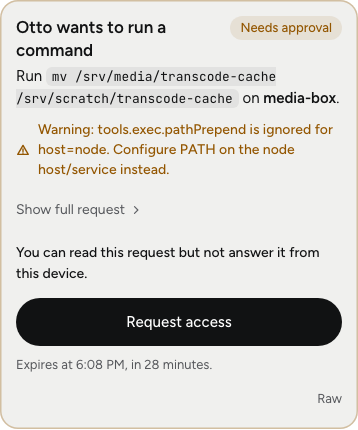 Otto wants to run a
command
Needs approval
Run mv /srv/media/transcode-cache
/srv/scratch/transcode-cache on media-box.
Warning: tools.exec.pathPrepend is ignored for
host=node. Configure PATH on the node
host/service instead.
Show full request
You can read this request but not answer it from
this device.
Request access
Expires at 6:08 PM, in 28 minutes.
Raw